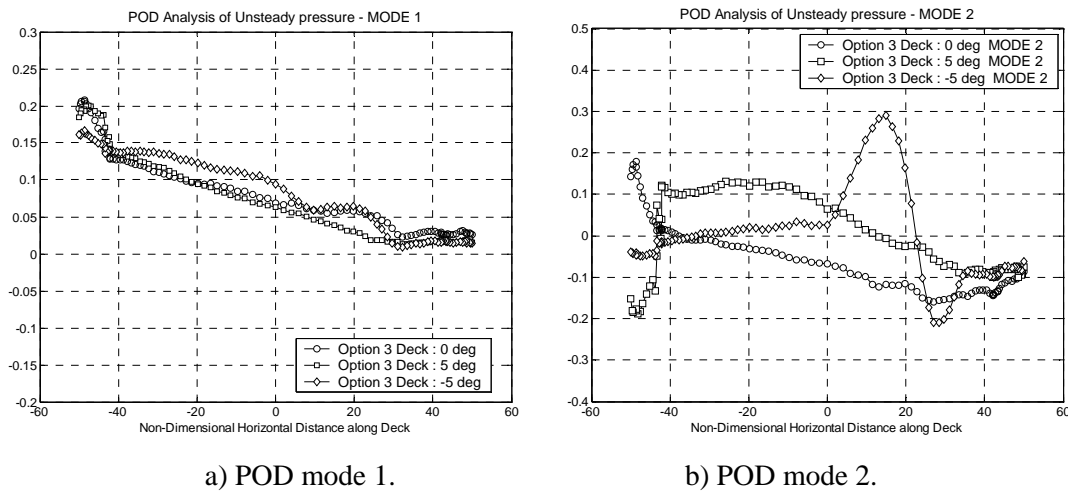 POD Analysis of Unsteady pressure - MODE 1
0.3
0.2
0.1
0
0.1
-0.2
0.25
0.15
0.05
Option 3 Deck : 0 deg
Option 3 Deck : 5 deg
Option 3 Deck : -5 deg
-60 -40 -20 0 20 40 60
Non-Dimensional Horizontal Distance along Deck
POD Analysis of Unsteady pressure - MODE 2
0.5
0.4
0.3
0.2
0.1
0
-0.1
-0.2
-0.3
-0.4
Option 3 Deck : 0 deg MODE 2
Option 3 Deck : 5 deg MODE 2
Option 3 Deck : -5 deg MODE 2
-60 -40 -20 0 20 40 60
Non-Dimensional Horizontal Distance along Deck
a) POD mode 1.
b) POD mode 2.